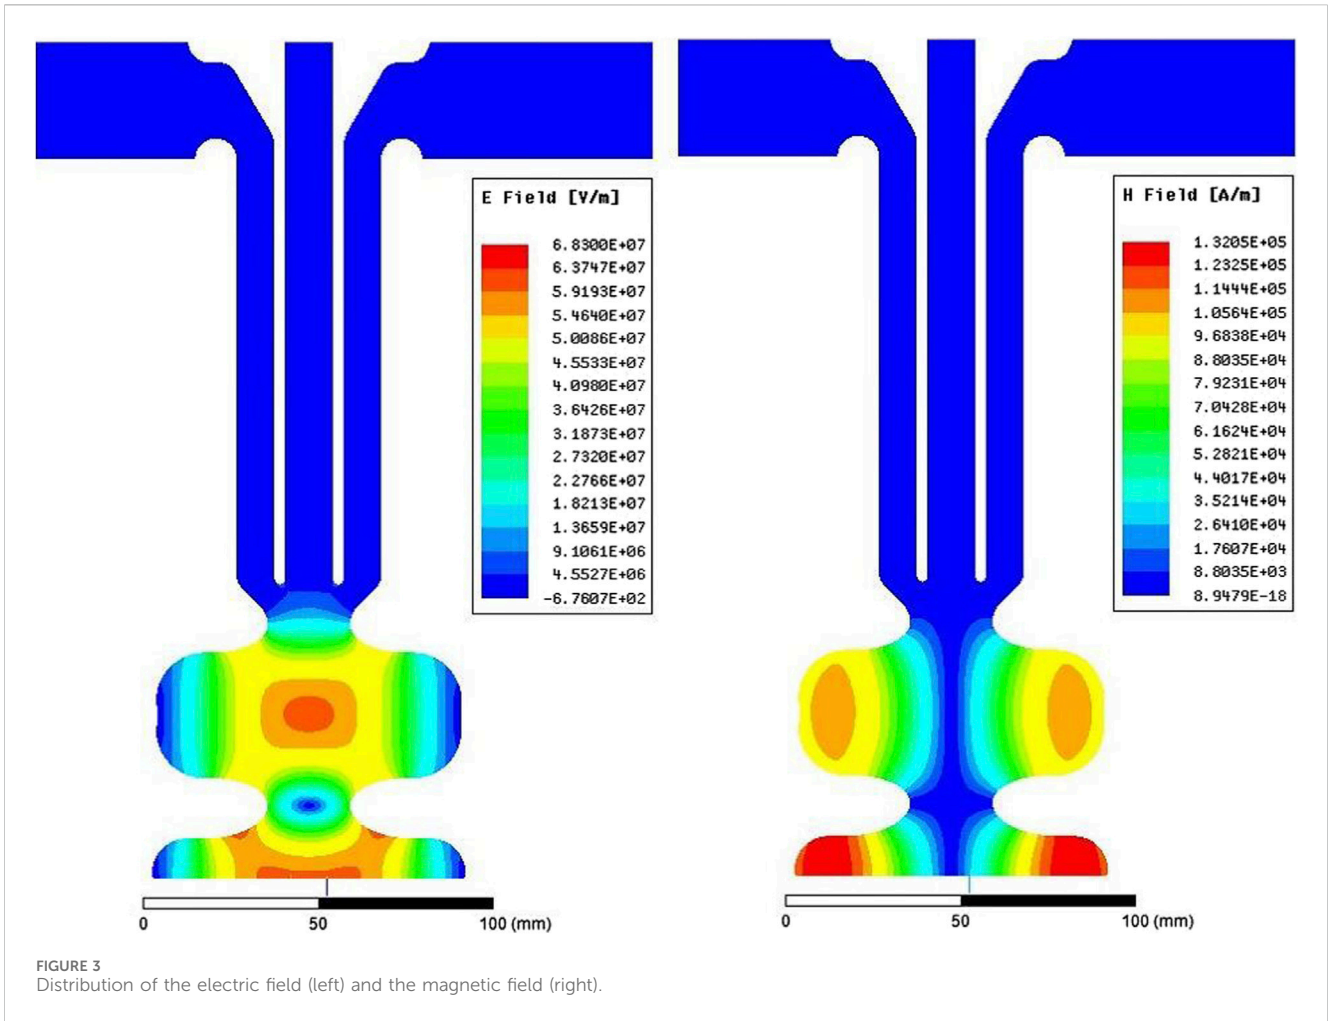 E Field [V/m]
6.8300E+07
6.3747E+07
5.9193E+07
5.4640E+07
5.0086E+07
4.5533E+07
4.0980E+07
3.6426E+07
3.1873E+07
2.7320E+07
2.2766E+07
1.8213E+07
1.3659E+07
9.1061E+06
4.5527E+06
-6.7607E+02
0 50 100 (mm)
H Field [A/m]
1.3205E+05
1.2325E+05
1.1444E+05
1.0564E+05
9.6838E+04
8.8035E+04
7.9231E+04
7.0428E+04
6.1624E+04
5.2821E+04
4.4017E+04
3.5214E+04
2.6410E+04
1.7607E+04
8.8035E+03
8.9479E-18
0 50 100 (mm)
FIGURE 3
Distribution of the electric field (left) and the magnetic field (right).